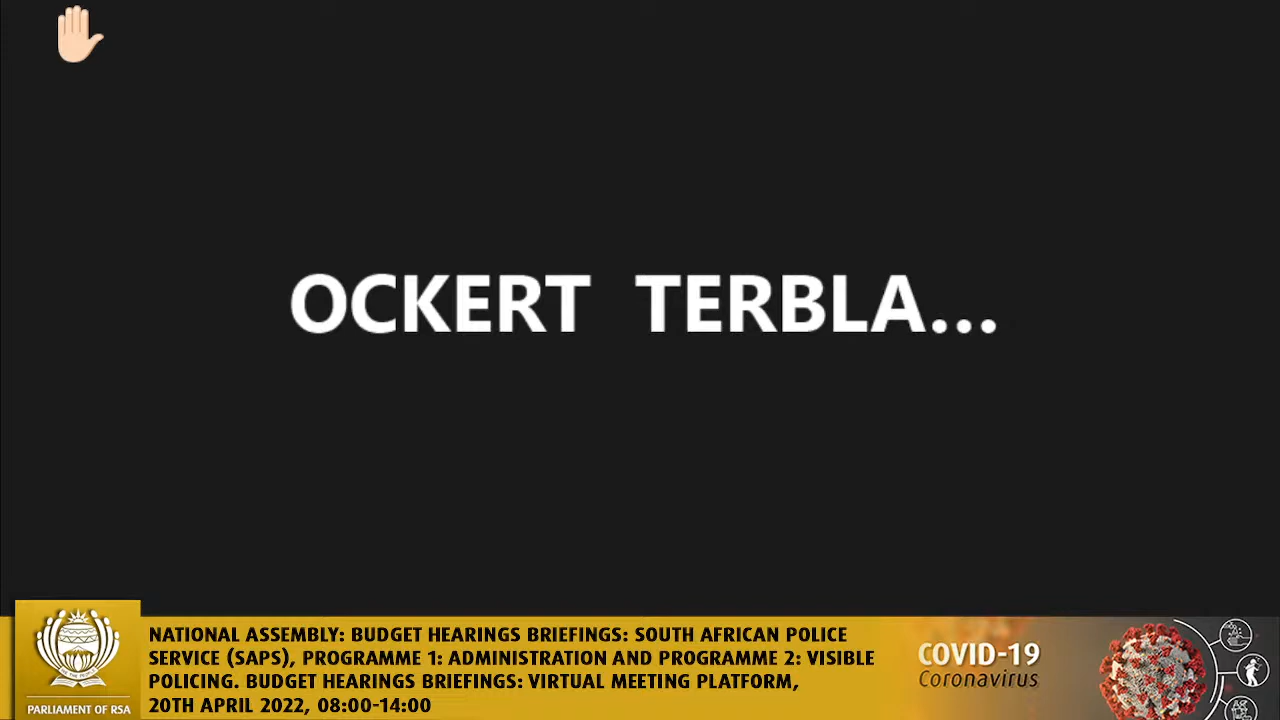 OCKERT TERBLA...
NATIONAL ASSEMBLY: BUDGET HEARINGS BRIEFINGS: SOUTH AFRICAN POLICE
SERVICE (SAPS), PROGRAMME 1: ADMINISTRATION AND PROGRAMME 2: VISIBLE
POLICING. BUDGET HEARINGS BRIEFINGS: VIRTUAL MEETING PLATFORM,
20TH APRIL 2022, 08:00-14:00
PARLIAMENT OF RSA
COVID-19
Coronavirus